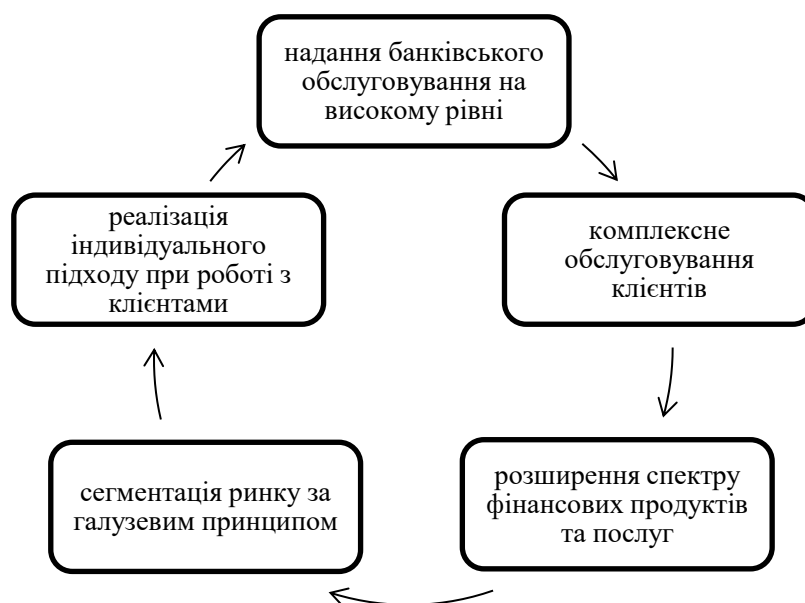 надання банківського
обслуговування на
високому рівні
комплексне
обслуговування
клієнтів
розширення спектру
фінансових продуктів
та послуг
сегментація ринку за
галузевим принципом
реалізація
індивідуального
підходу при роботі з
клієнтами